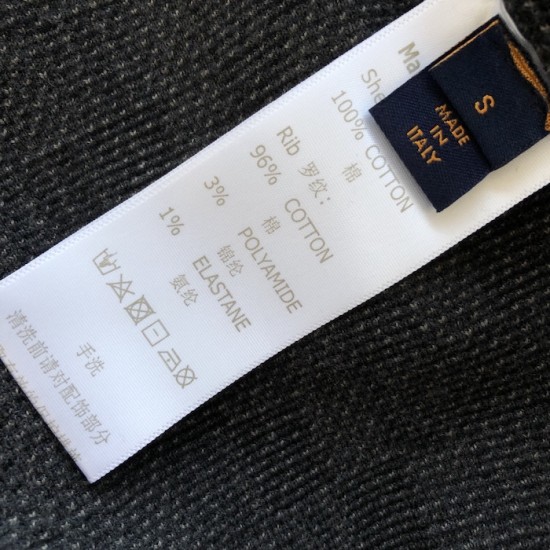 S
MADE
IN
ITALY
Ma
She
100% COTTON
棉
Rib 罗纹:
96% COTTON
棉
3% POLYAMIDE
锦纶
1% ELASTANE
氨纶
手洗
清洗前请对配饰部分